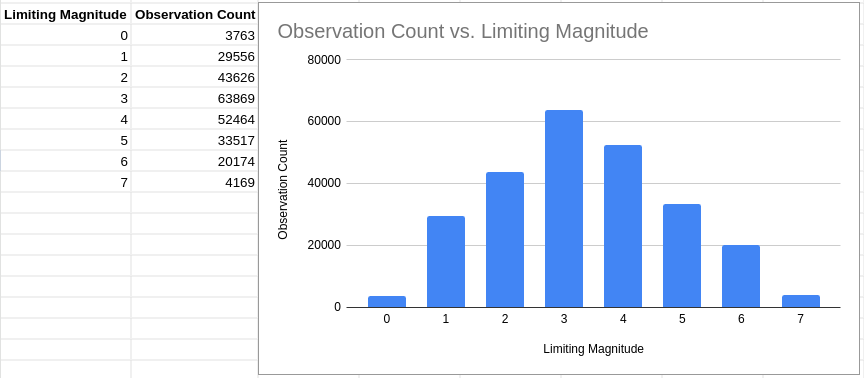 Limiting Magnitude Observation Count
0 3763
1 29556
2 43626
3 63869
4 52464
5 33517
6 20174
7 4169
Observation Count vs. Limiting Magnitude
80000
60000
40000
20000
0
Observation Count
0 1 2 3 4 5 6 7
Limiting Magnitude